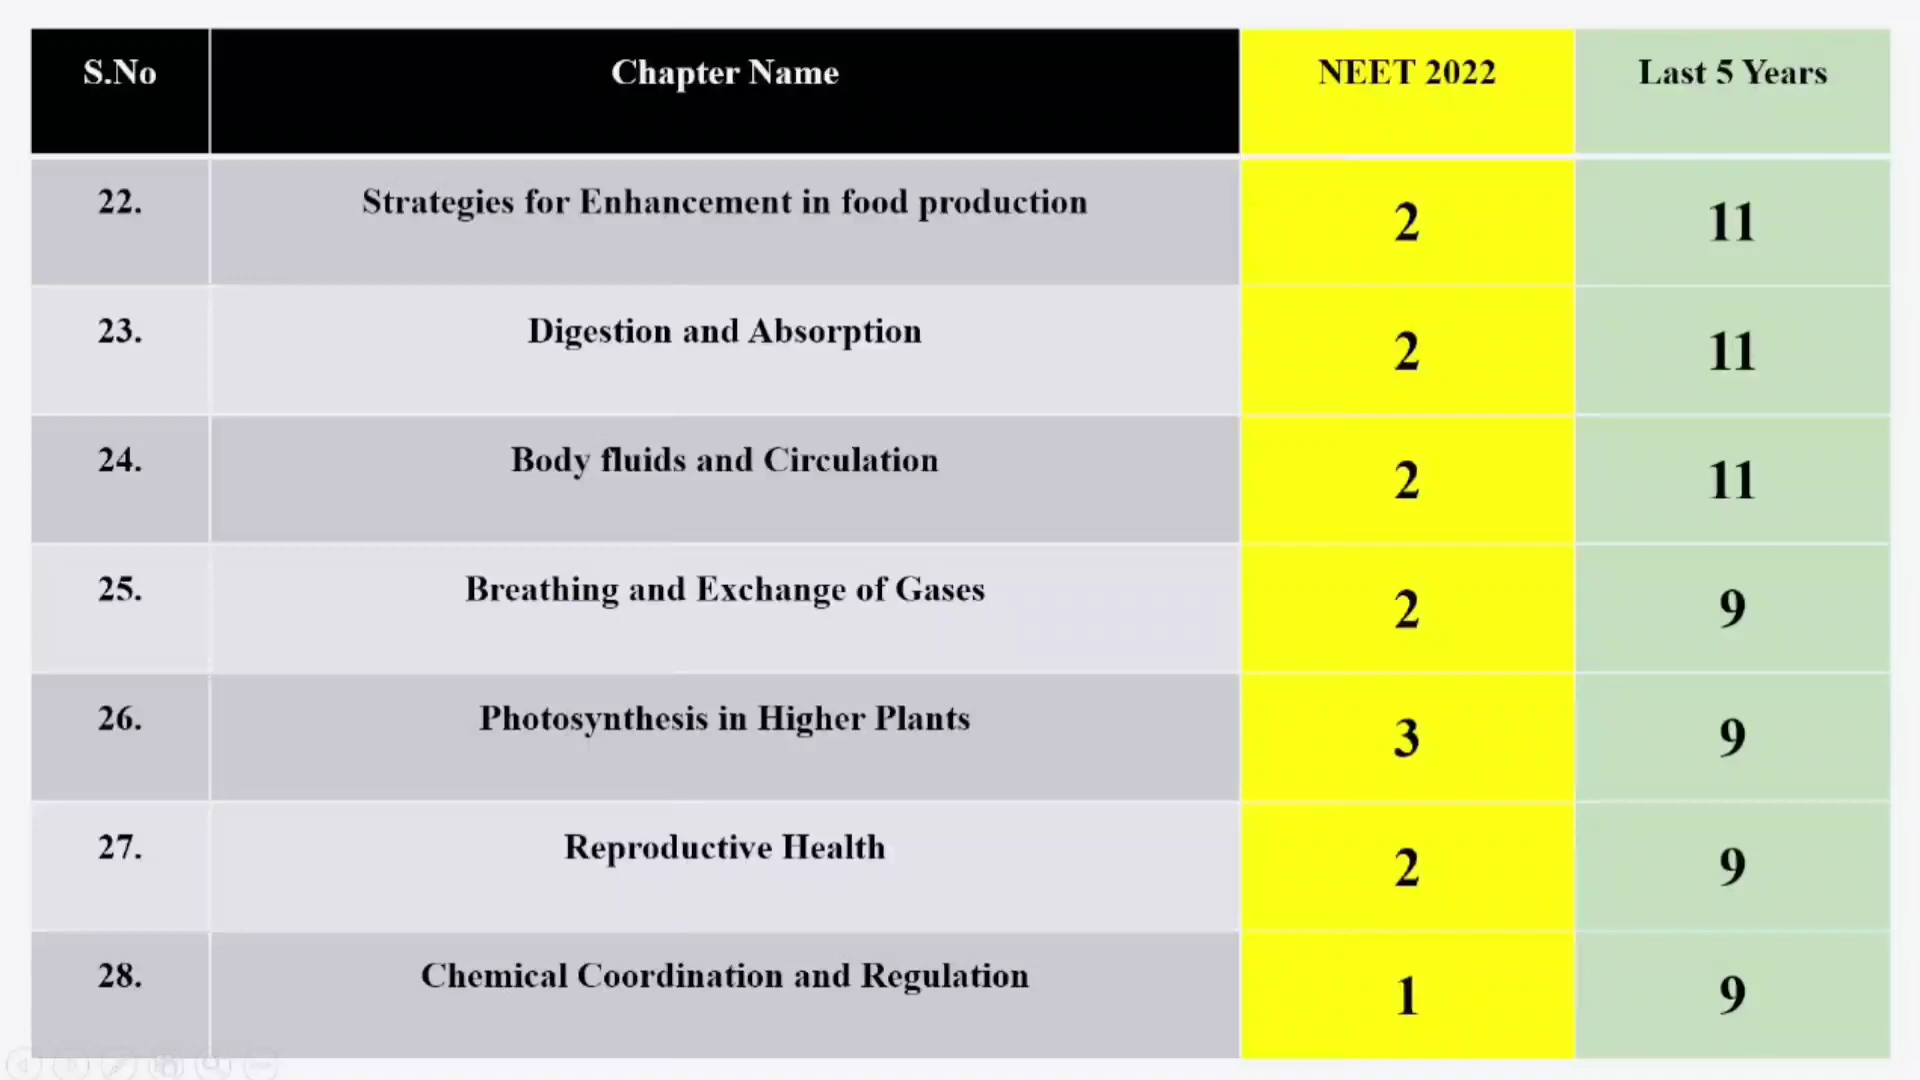 S.No Chapter Name NEET 2022 Last 5 Years
22. Strategies for Enhancement in food production 2 11
23. Digestion and Absorption 2 11
24. Body fluids and Circulation 2 11
25. Breathing and Exchange of Gases 2 9
26. Photosynthesis in Higher Plants 3 9
27. Reproductive Health 2 9
28. Chemical Coordination and Regulation 1 9